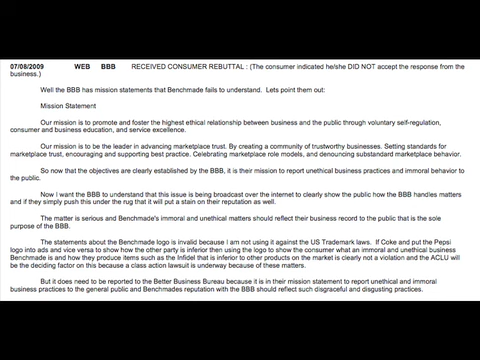 07/08/2009 WEB BBB RECEIVED CONSUMER REBUTTAL : (The consumer indicated he/she DID NOT accept the response from the
business.)
Well the BBB has mission statements that Benchmade fails to understand. Lets point them out:
Mission Statement
Our mission is to promote and foster the highest ethical relationship between business and the public through voluntary self-regulation,
consumer and business education, and service excellence.
Our mission is to be the leader in advancing marketplace trust. By creating a community of trustworthy businesses. Setting standards for
marketplace trust, encouraging and supporting best practice. Celebrating marketplace role models, and denouncing substandard marketplace behavior.
So now that the objectives are clearly established by the BBB, it is their mission to report unethical business practices and immoral behavior to
the public.
Now I want the BBB to understand that this issue is being broadcast over the internet to clearly show the public how the BBB handles matters
and if they simply push this under the rug that it will put a stain on their reputation as well.
The matter is serious and Benchmade's immoral and unethical matters should reflect their business record to the public that is the sole
purpose of the BBB.
The statements about the Benchmade logo is invalid because I am not using it against the US Trademark laws. If Coke and put the Pepsi
logo into ads and vice versa to show how the other party is inferior then using the logo to show the consumer what an immoral and unethical business
Benchmade is and how they produce items such as the Infidel that is inferior to other products on the market is clearly not a violation and the ACLU will
be the deciding factor on this because a class action lawsuit is underway because of these matters.
But it does need to be reported to the Better Business Bureau because it is in their mission statement to report unethical and immoral
business practices to the general public and Benchmades reputation with the BBB should reflect such disgraceful and disgusting practices.